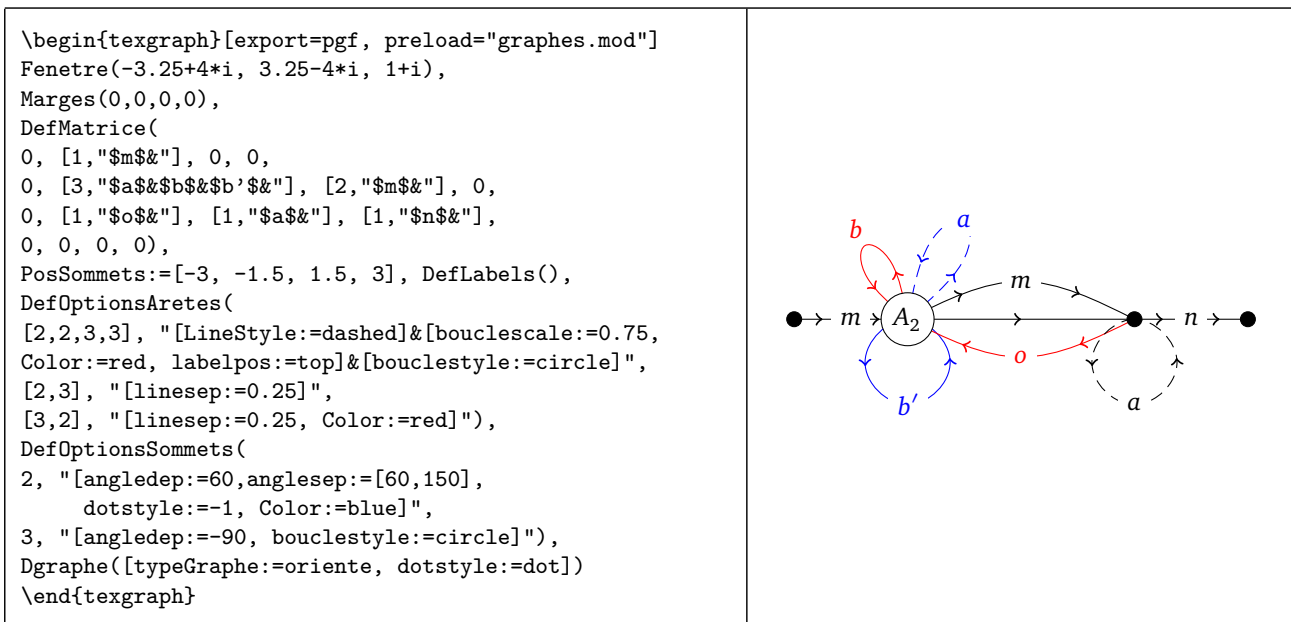 \begin{texgraph}[export=pgf, preload="graphes.mod"]
Fenetre(-3.25+4*i, 3.25-4*i, 1+i),
Marges(0,0,0,0),
DefMatrice(
0, [1,"$m$&"], 0, 0,
0, [3,"$a$&$b$&$b'$&"], [2,"$m$&"], 0,
0, [1,"$o$&"], [1,"$a$&"], [1,"$n$&"],
0, 0, 0, 0),
PosSommets:=[-3, -1.5, 1.5, 3], DefLabels(),
DefOptionsAretes(
[2,2,3,3], "[LineStyle:=dashed]&[bouclescale:=0.75,
Color:=red, labelpos:=top]&[bouclestyle:=circle]",
[2,3], "[linesep:=0.25]",
[3,2], "[linesep:=0.25, Color:=red]"),
DefOptionsSommets(
2, "[angledep:=60,anglesep:=[60,150],
dotstyle:=-1, Color:=blue]",
3, "[angledep:=-90, bouclestyle:=circle]"),
Dgraphe([typeGraphe:=oriente, dotstyle:=dot])
\end{texgraph}
b
a
m
m
A₂
n
o
b′
a